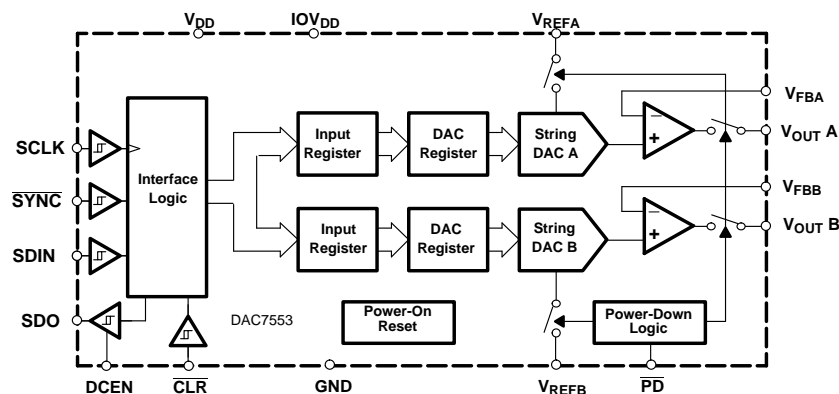 VDD
IOVDD
VREFA
VFBA
SCLK
Input
Register
DAC
Register
String
DAC A
−
+
VOUT A
SYNC
Interface
Logic
VFBB
SDIN
Input
Register
DAC
Register
String
DAC B
−
+
VOUT B
SDO
DAC7553
Power-On
Reset
Power-Down
Logic
DCEN
CLR
GND
VREFB
PD